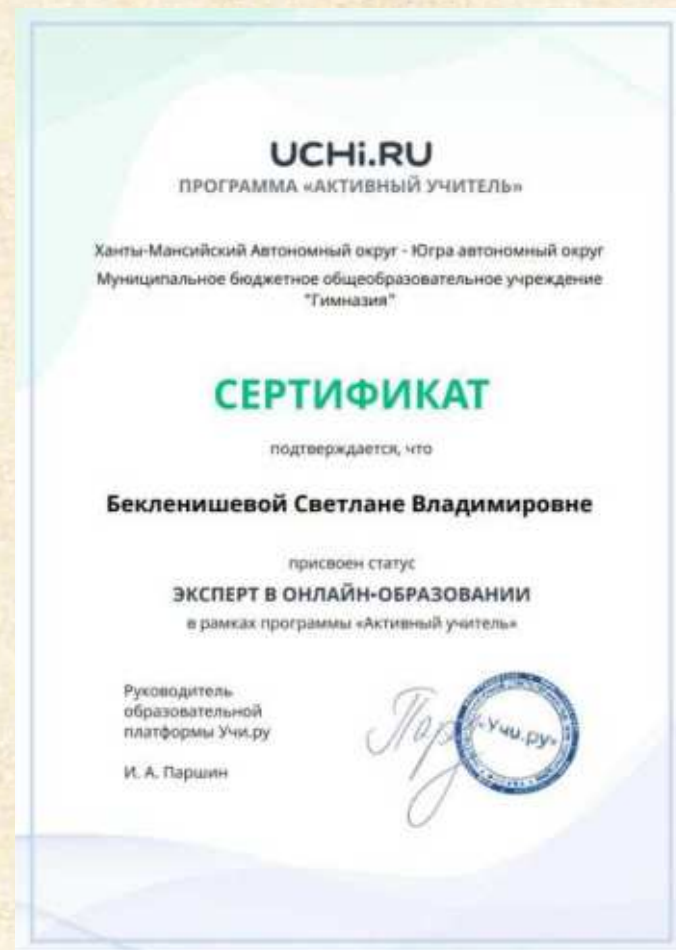 UCHi.RU
ПРОГРАММА «АКТИВНЫЙ УЧИТЕЛЬ»
Ханты-Мансийский Автономный округ - Югра автономный округ
Муниципальное бюджетное общеобразовательное учреждение
"Гимназия"
СЕРТИФИКАТ
подтверждается, что
Бекленишевой Светлане Владимировне
присвоен статус
ЭКСПЕРТ В ОНЛАЙН-ОБРАЗОВАНИИ
в рамках программы «Активный учитель»
Руководитель
образовательной
платформы Учи.ру
И. А. Паршин
«Учи.ру»